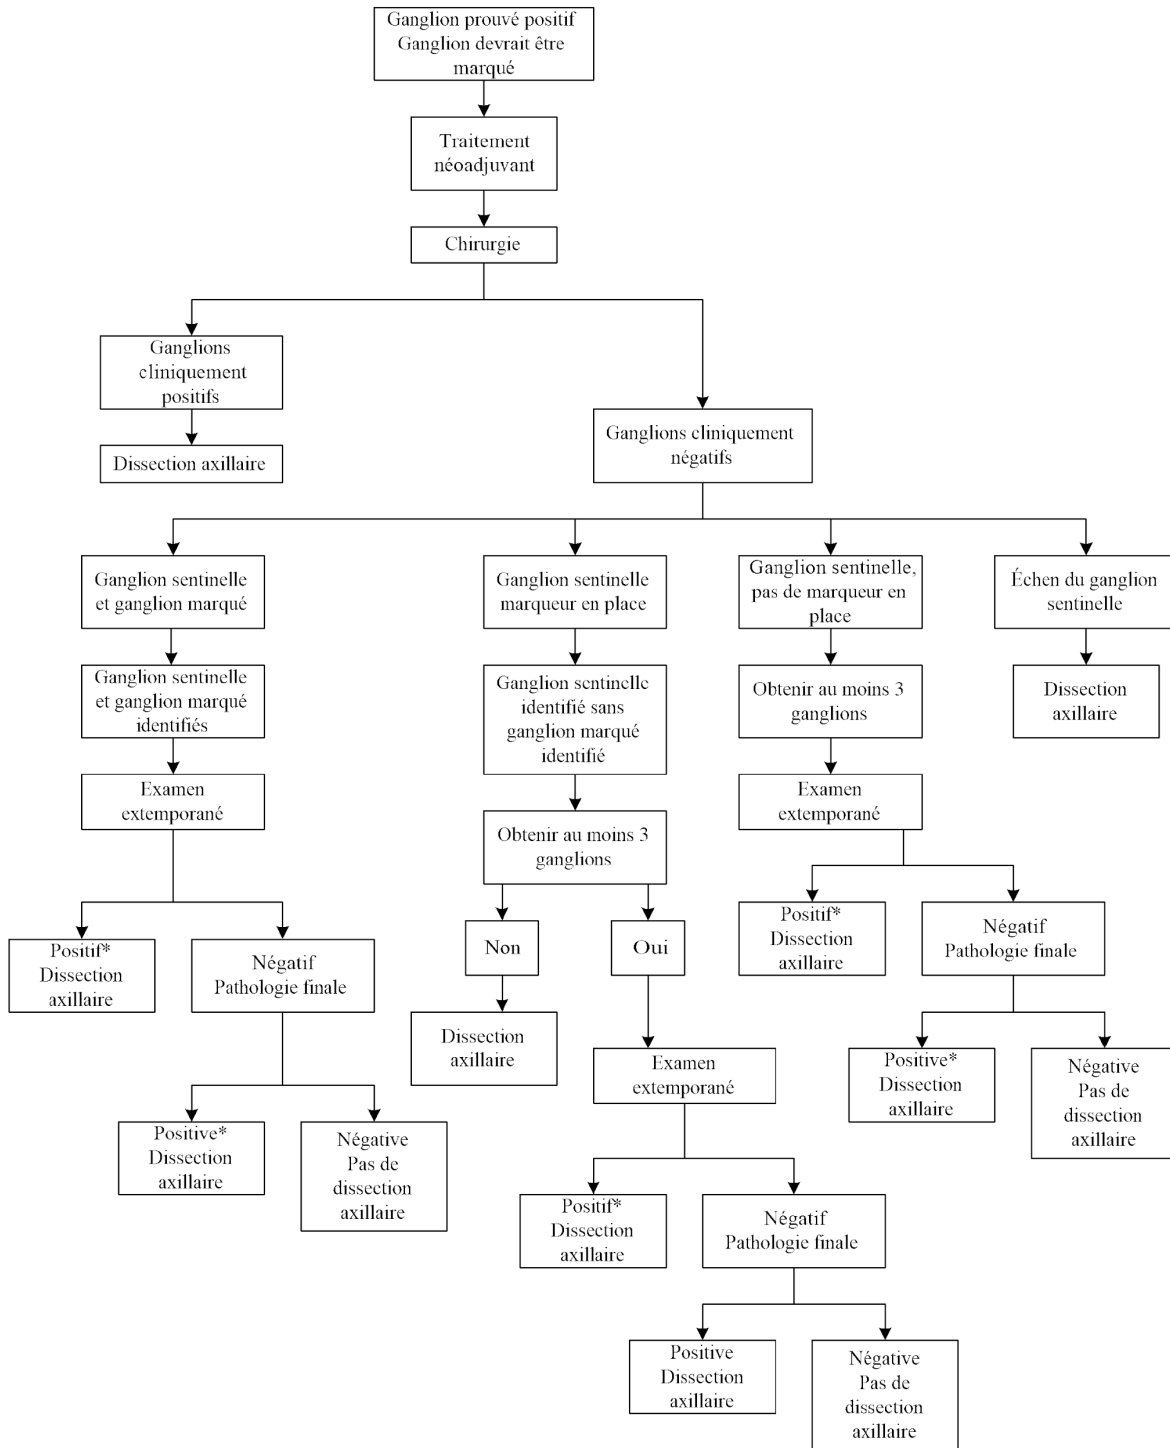 Ganglion prouvé positif
Ganglion devrait être
marqué
Traitement
néoadjuvant
Chirurgie
Ganglions
cliniquement
positifs
Dissection axillaire
Ganglions cliniquement
négatifs
Ganglion sentinelle
et ganglion marqué
Ganglion sentinelle
et ganglion marqué
identifiés
Examen
extemporané
Positif*
Dissection
axillaire
Négatif
Pathologie finale
Positive*
Dissection
axillaire
Négative
Pas de
dissection
axillaire
Ganglion sentinelle
marqueur en place
Ganglion sentinelle
identifié sans
ganglion marqué
identifié
Obtenir au moins 3
ganglions
Non
Dissection
axillaire
Oui
Examen
extemporané
Positif*
Dissection
axillaire
Négatif
Pathologie finale
Positive
Dissection
axillaire
Négative
Pas de
dissection
axillaire
Ganglion sentinelle,
pas de marqueur en
place
Obtenir au moins 3
ganglions
Examen
extemporané
Positif*
Dissection
axillaire
Négatif
Pathologie finale
Positive*
Dissection
axillaire
Négative
Pas de
dissection
axillaire
Échen du ganglion
sentinelle
Dissection
axillaire